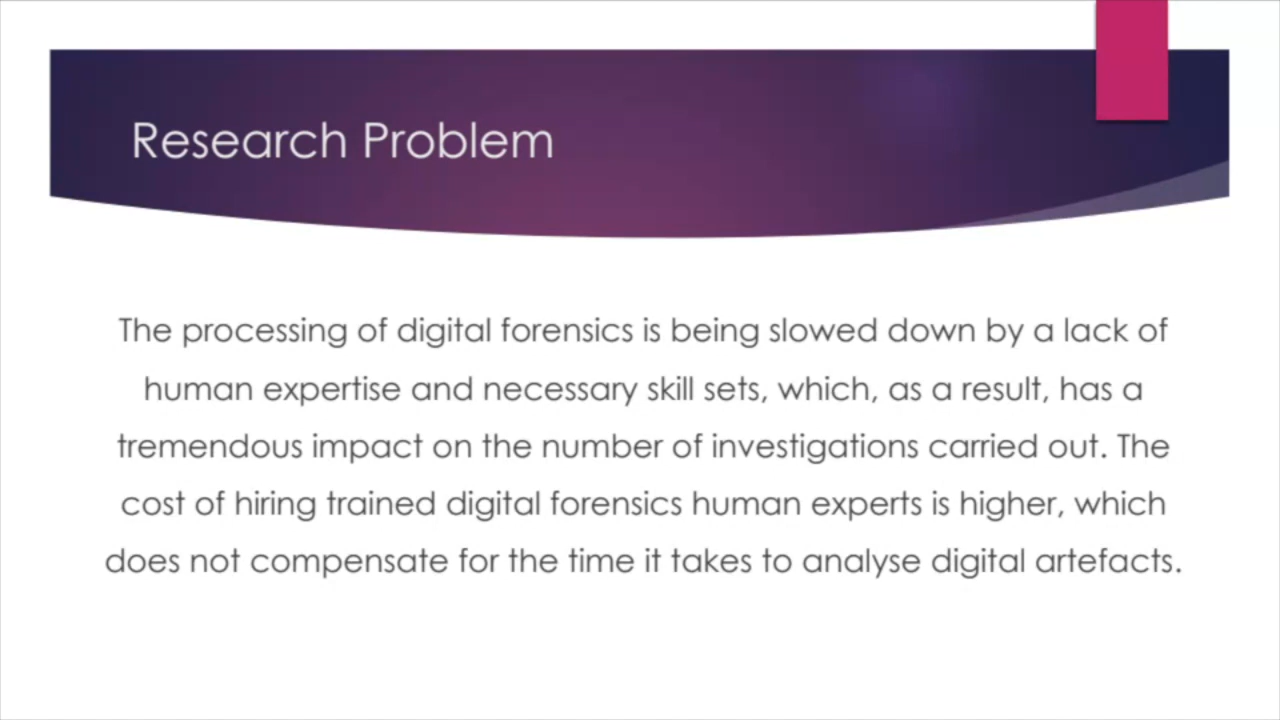 Research Problem
The processing of digital forensics is being slowed down by a lack of
human expertise and necessary skill sets, which, as a result, has a
tremendous impact on the number of investigations carried out. The
cost of hiring trained digital forensics human experts is higher, which
does not compensate for the time it takes to analyse digital artefacts.